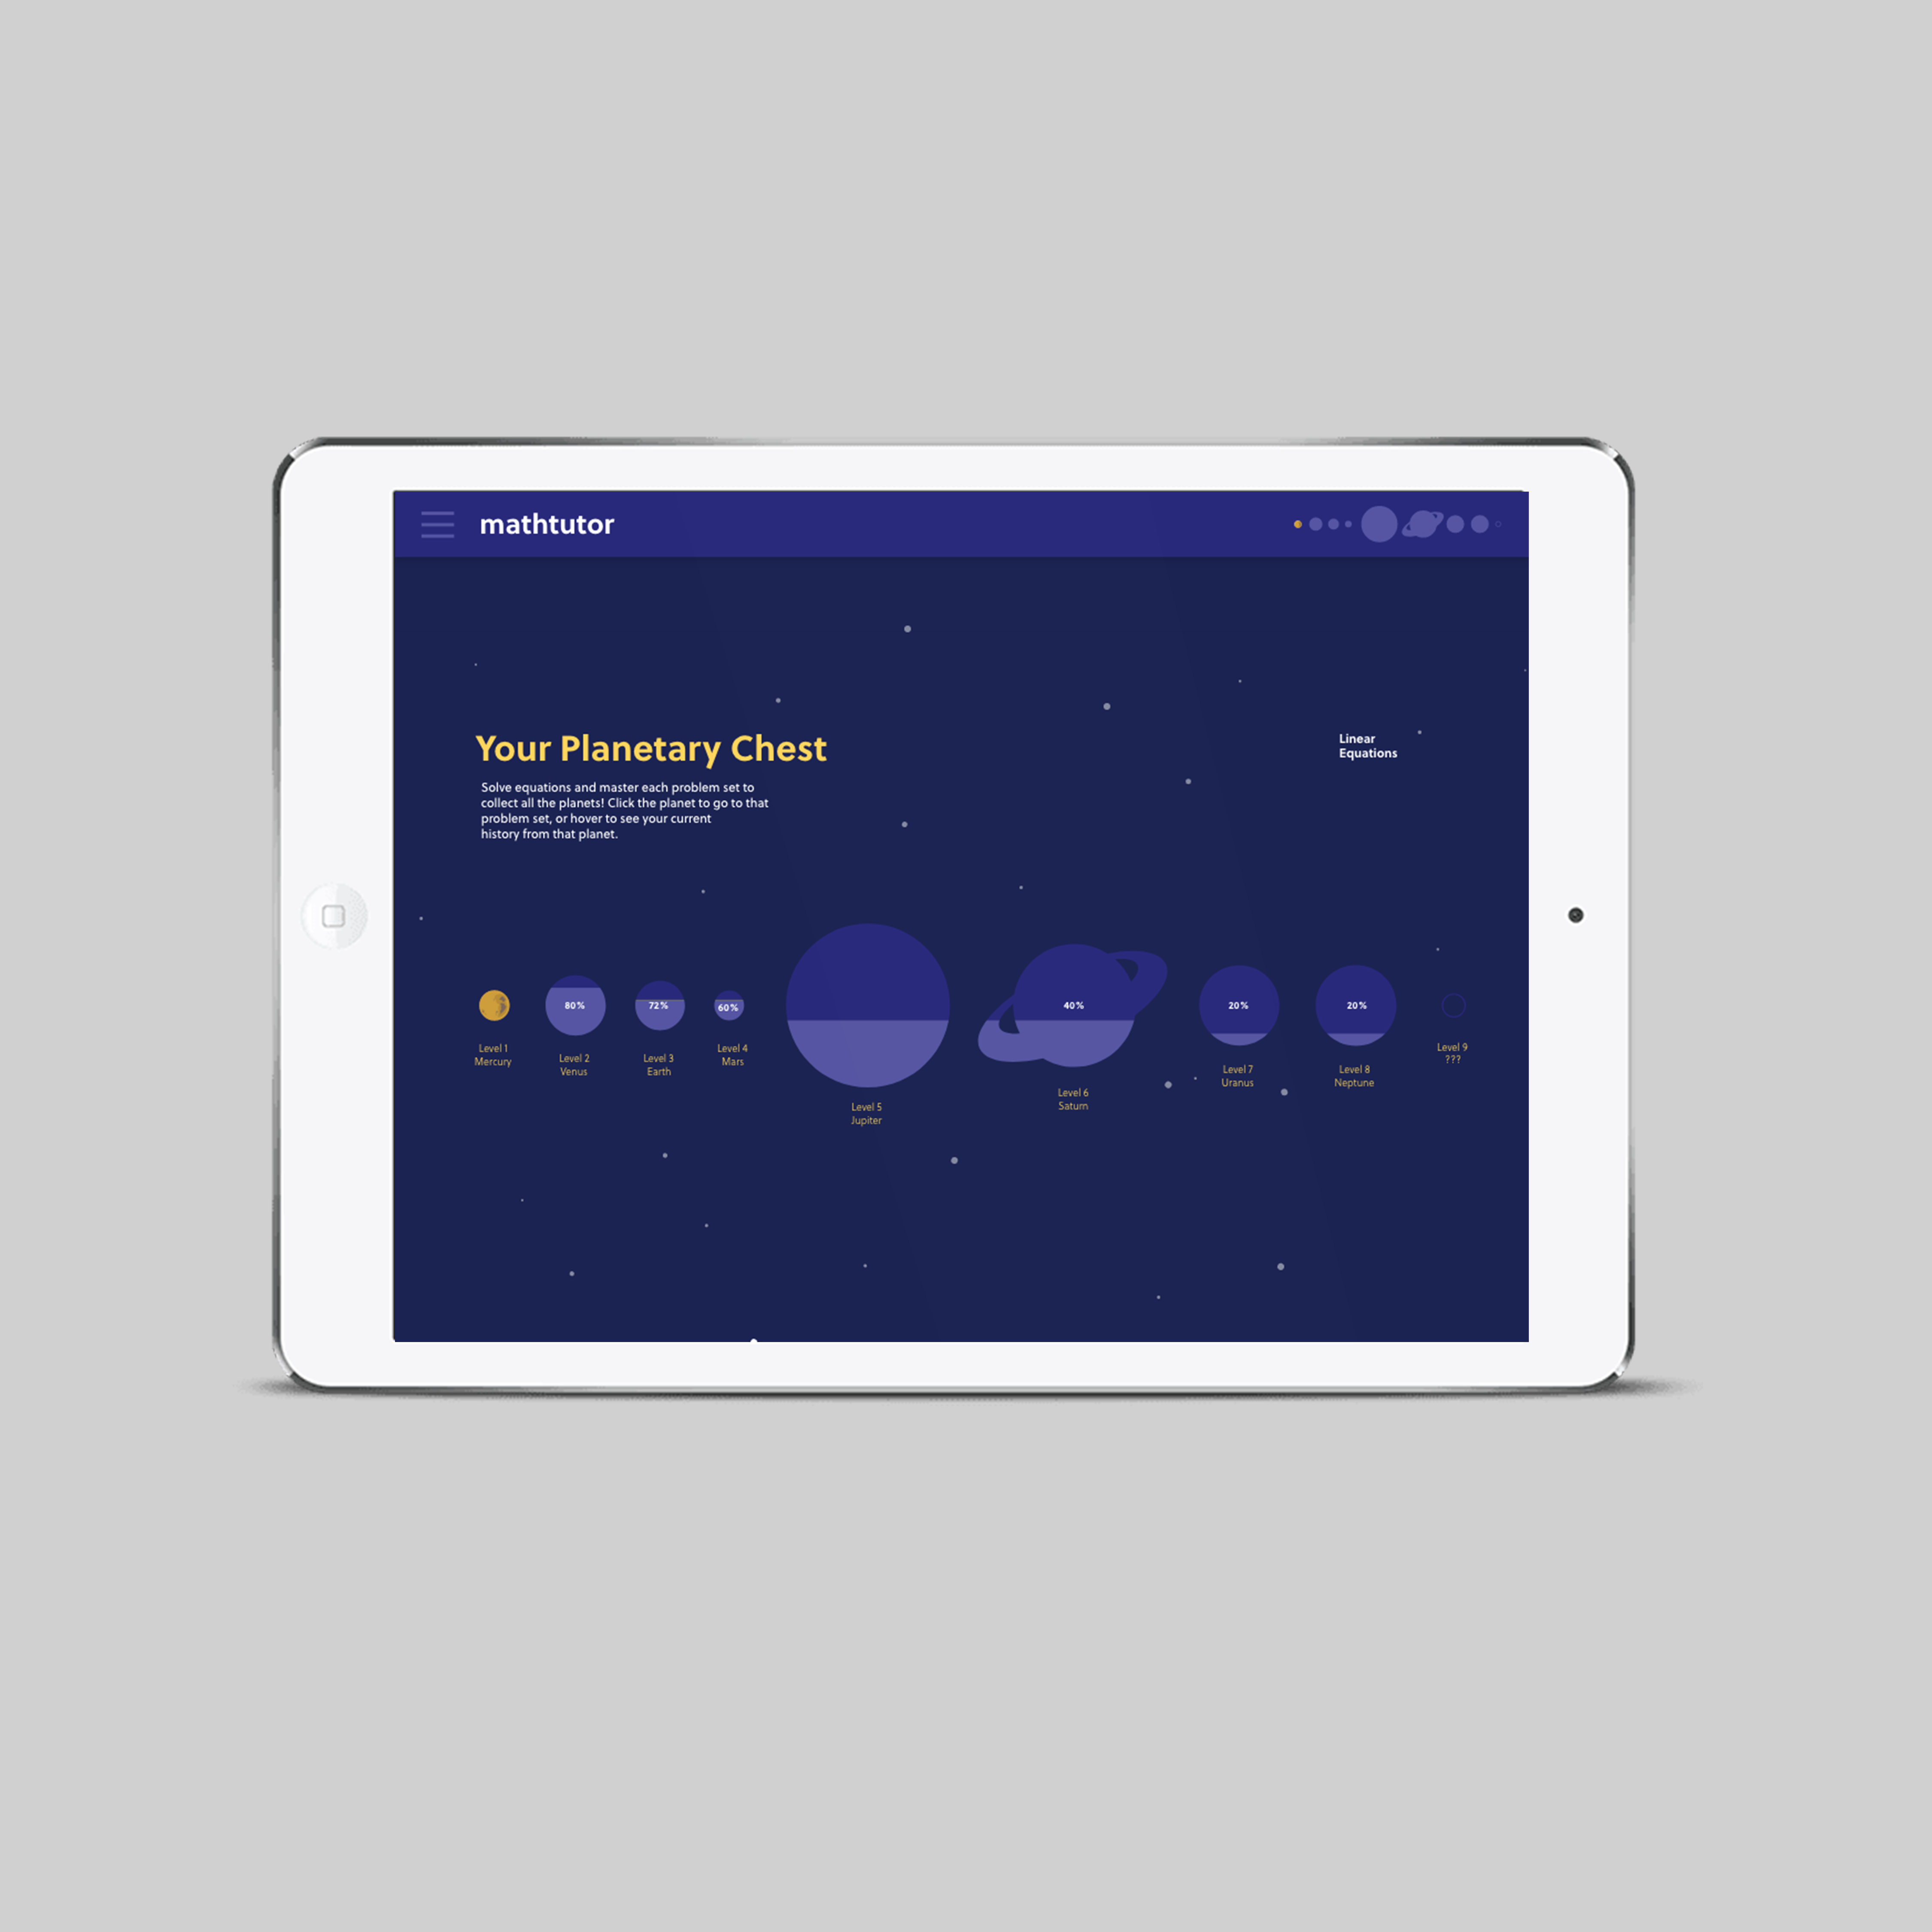 mathtutor
Your Planetary Chest
Linear
Equations
Solve equations and master each problem set to
collect all the planets! Click the planet to go to that
problem set, or hover to see your current
history from that planet.
80%
72%
60%
40%
20%
20%
Level 1
Mercury
Level 2
Venus
Level 3
Earth
Level 4
Mars
Level 5
Jupiter
Level 6
Saturn
Level 7
Uranus
Level 8
Neptune
Level 9
???